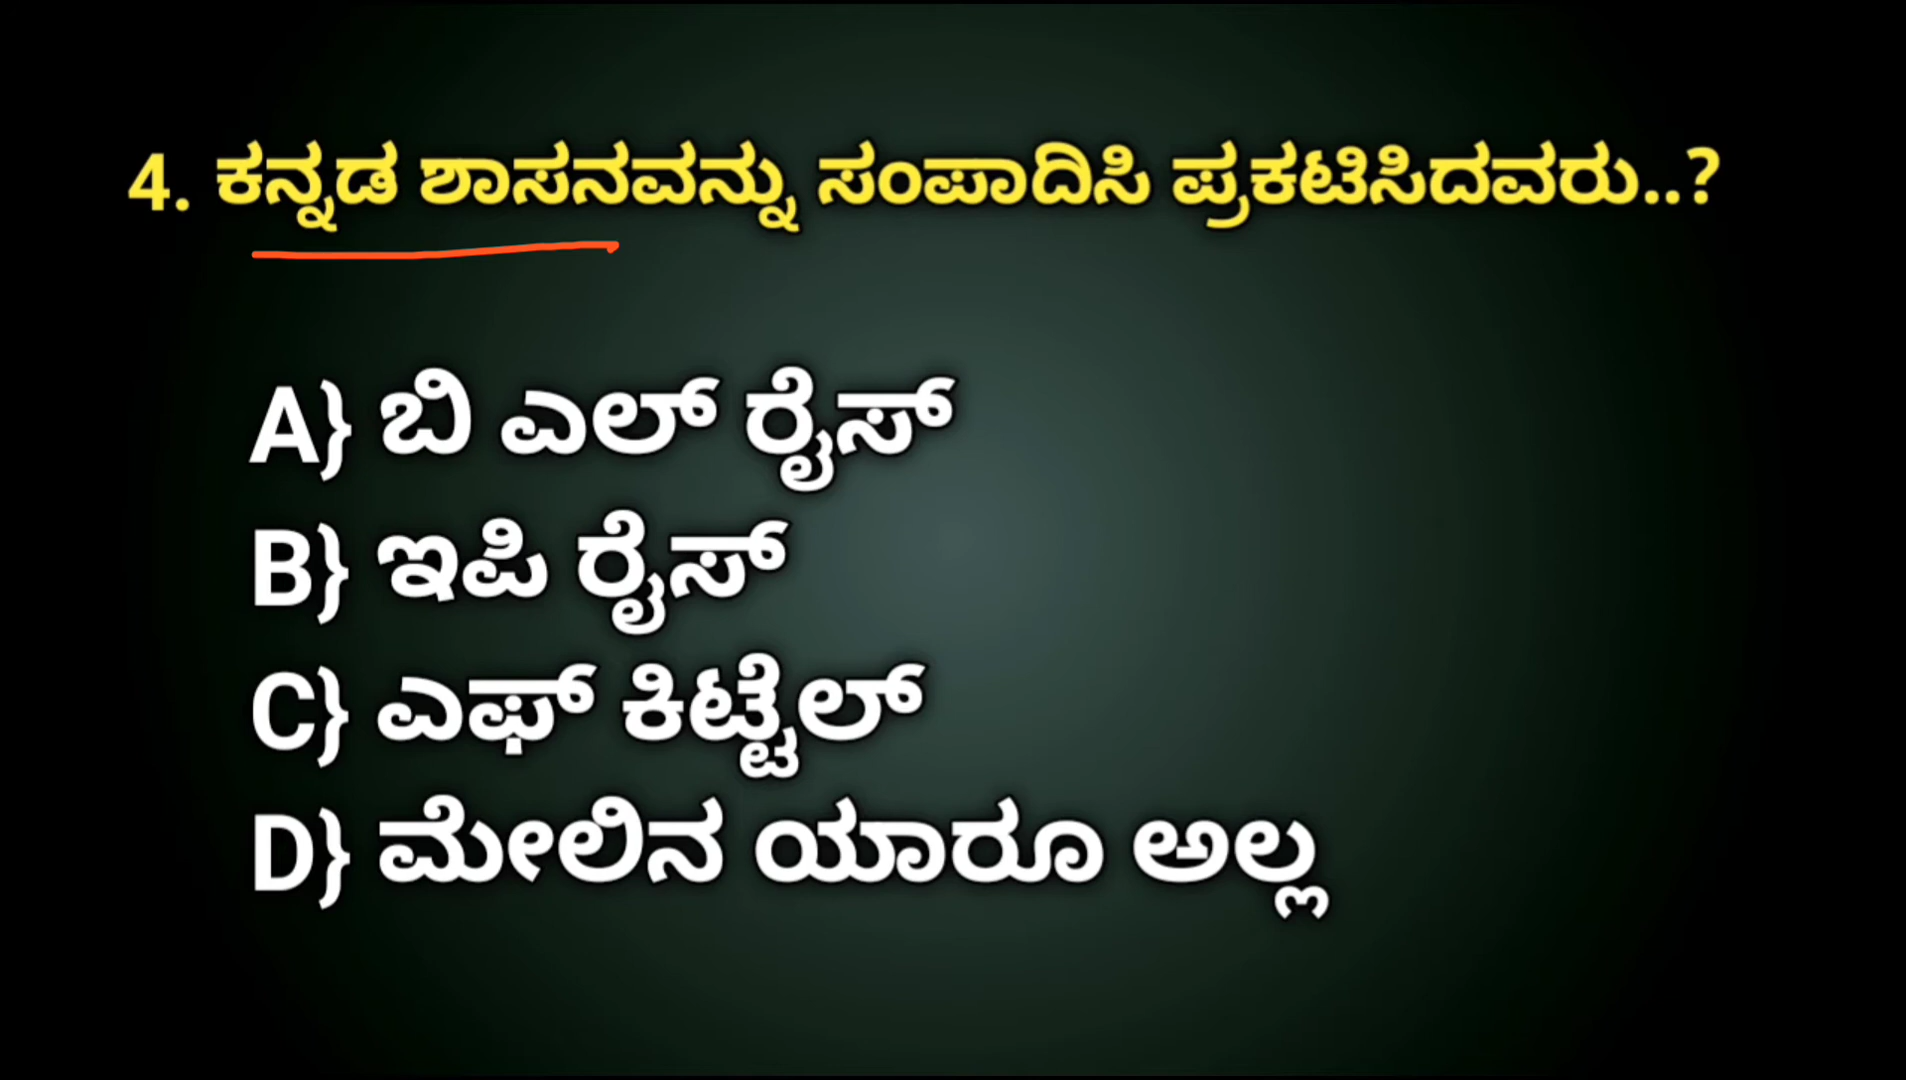 4. ಕನ್ನಡ ಶಾಸನವನ್ನು ಸಂಪಾದಿಸಿ ಪ್ರಕಟಿಸಿದವರು..?
A} ಬಿ ಎಲ್ ರೈಸ್
B} ಇಪಿ ರೈಸ್
C} ಎಫ್ ಕಿಟ್ಟೆಲ್
D} ಮೇಲಿನ ಯಾರೂ ಅಲ್ಲ